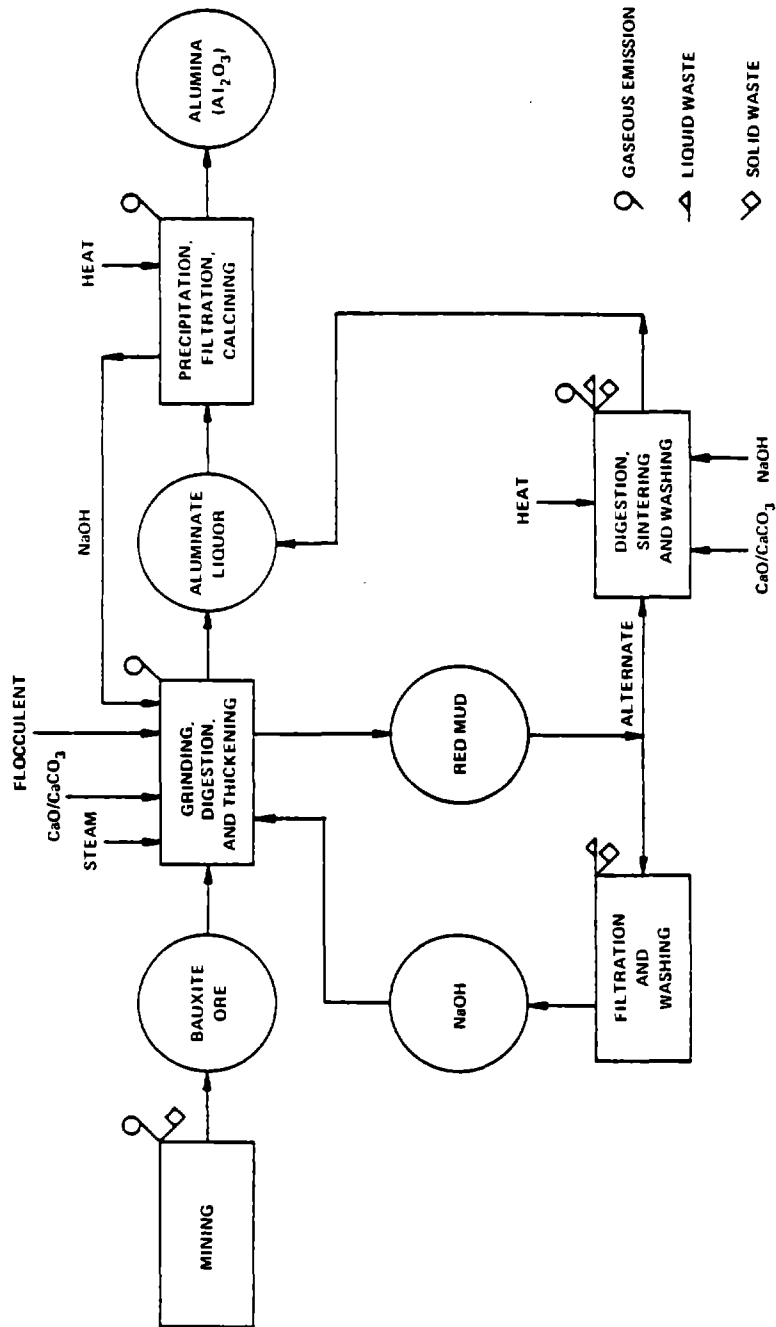 MINING
BAUXITE
ORE
STEAM
CaO/CaCO₃
FLOCCULENT
GRINDING,
DIGESTION,
AND THICKENING
NaOH
ALUMINATE
LIQUOR
HEAT
PRECIPITATION,
FILTRATION,
CALCINING
ALUMINA
(Al₂O₃)
NaOH
RED MUD
FILTRATION
AND
WASHING
ALTERNATE
HEAT
DIGESTION,
SINTERING
AND WASHING
CaO/CaCO₃
NaOH
GASEOUS EMISSION
LIQUID WASTE
SOLID WASTE